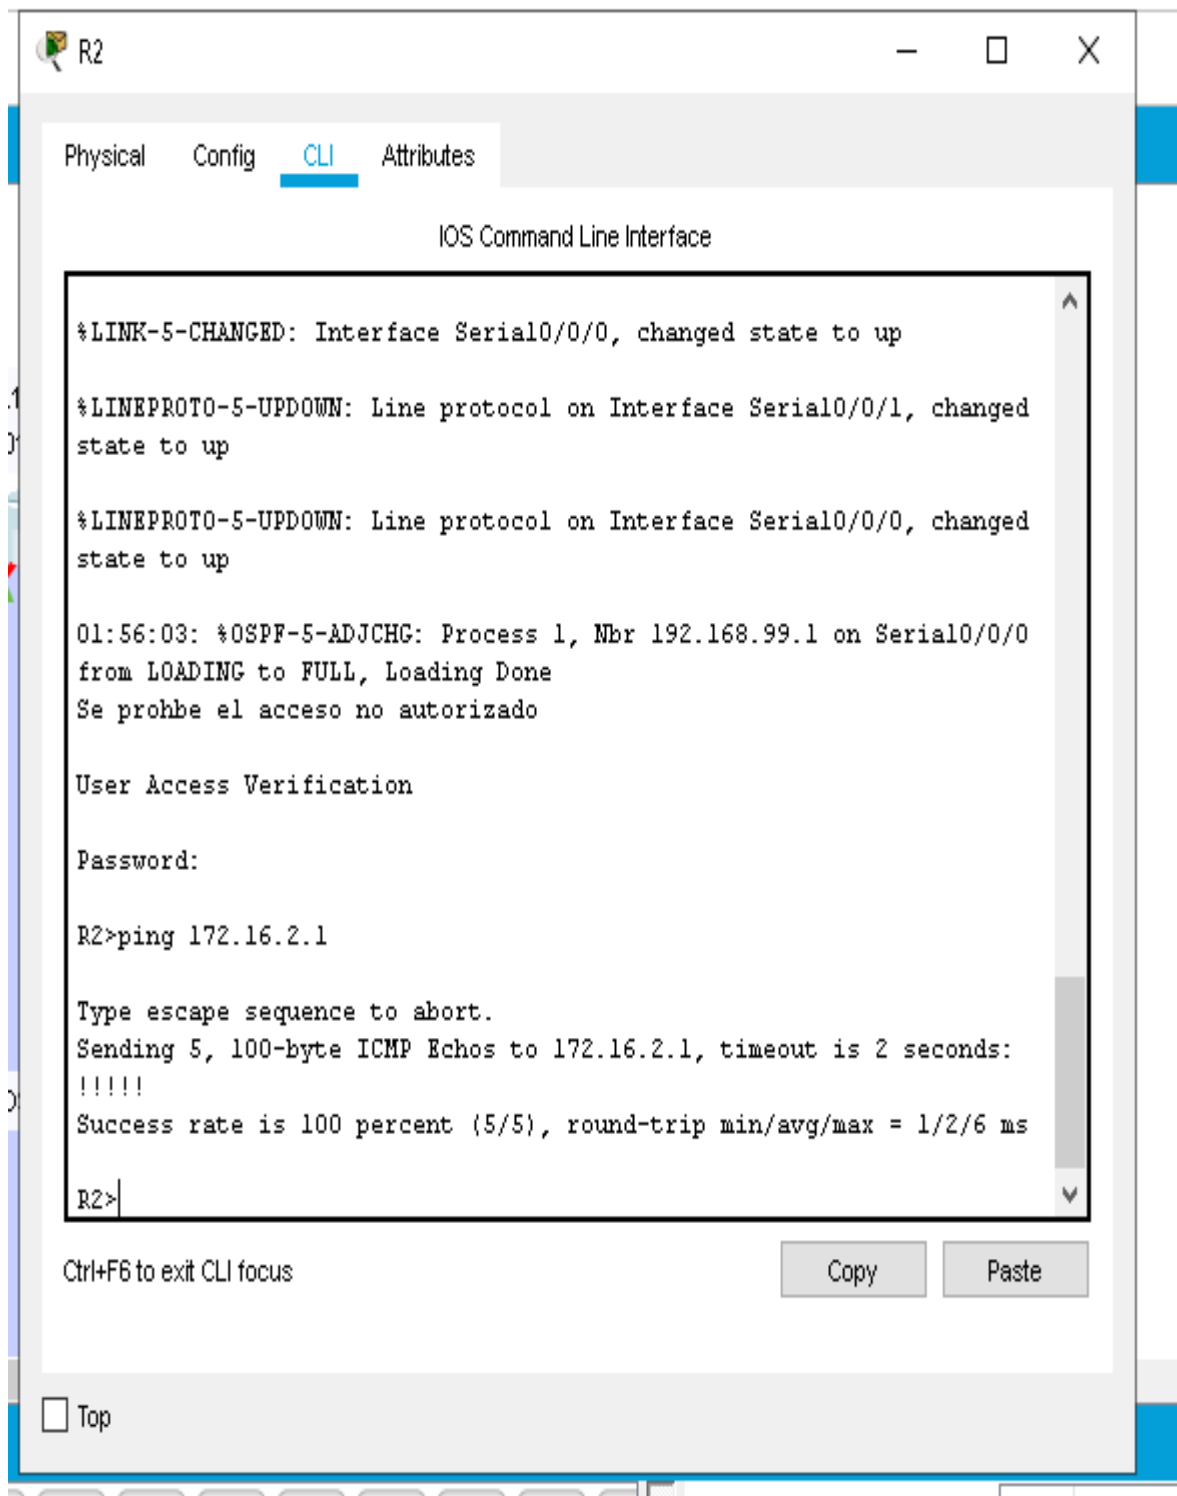 R2
Physical Config CLI Attributes
IOS Command Line Interface
%LINK-5-CHANGED: Interface Serial0/0/0, changed state to up
%LINEPROTO-5-UPDOWN: Line protocol on Interface Serial0/0/1, changed
state to up
%LINEPROTO-5-UPDOWN: Line protocol on Interface Serial0/0/0, changed
state to up
01:56:03: %OSPF-5-ADJCHG: Process 1, Nbr 192.168.99.1 on Serial0/0/0
from LOADING to FULL, Loading Done
Se prohbe el acceso no autorizado
User Access Verification
Password:
R2>ping 172.16.2.1
Type escape sequence to abort.
Sending 5, 100-byte ICMP Echos to 172.16.2.1, timeout is 2 seconds:
!!!!!
Success rate is 100 percent (5/5), round-trip min/avg/max = 1/2/6 ms
R2>
Ctrl+F6 to exit CLI focus
Copy Paste
Top